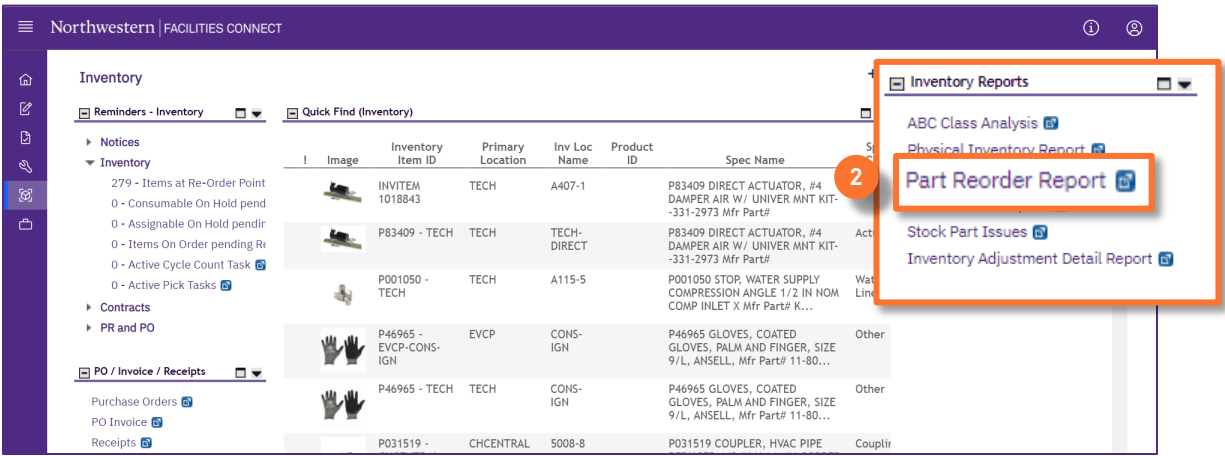 Northwestern | FACILITIES CONNECT
Inventory
Reminders - Inventory
Notices
Inventory
279 - Items at Re-Order Point
0 - Consumable On Hold pend
0 - Assignable On Hold pendin
0 - Items On Order pending Re
0 - Active Cycle Count Task
0 - Active Pick Tasks
Contracts
PR and PO
PO / Invoice / Receipts
Purchase Orders
PO Invoice
Receipts
Quick Find (Inventory)
! Image Inventory Item ID Primary Location Inv Loc Name Product ID Spec Name
INVITEM 1018843 TECH A407-1 P83409 DIRECT ACTUATOR, #4
DAMPER AIR W/ UNIVER MNT KIT-
-331-2973 Mfr Part#
P83409 - TECH TECH TECH-DIRECT P83409 DIRECT ACTUATOR, #4 Act
DAMPER AIR W/ UNIVER MNT KIT-
-331-2973 Mfr Part#
P001050 - TECH TECH A115-5 P001050 STOP, WATER SUPPLY Wat
COMPRESSION ANGLE 1/2 IN NOM Line
COMP INLET X Mfr Part# K...
P46965 - EVCP-CONS-IGN EVCP CONS-IGN P46965 GLOVES, COATED Other
GLOVES, PALM AND FINGER, SIZE
9/L, ANSELL, Mfr Part# 11-80...
P46965 - TECH TECH CONS-IGN P46965 GLOVES, COATED Other
GLOVES, PALM AND FINGER, SIZE
9/L, ANSELL, Mfr Part# 11-80...
P031519 - CHCENTRAL 5008-8 P031519 COUPLER, HVAC PIPE Couplin
Inventory Reports
ABC Class Analysis
Physical Inventory Report
2
Part Reorder Report
Stock Part Issues
Inventory Adjustment Detail Report